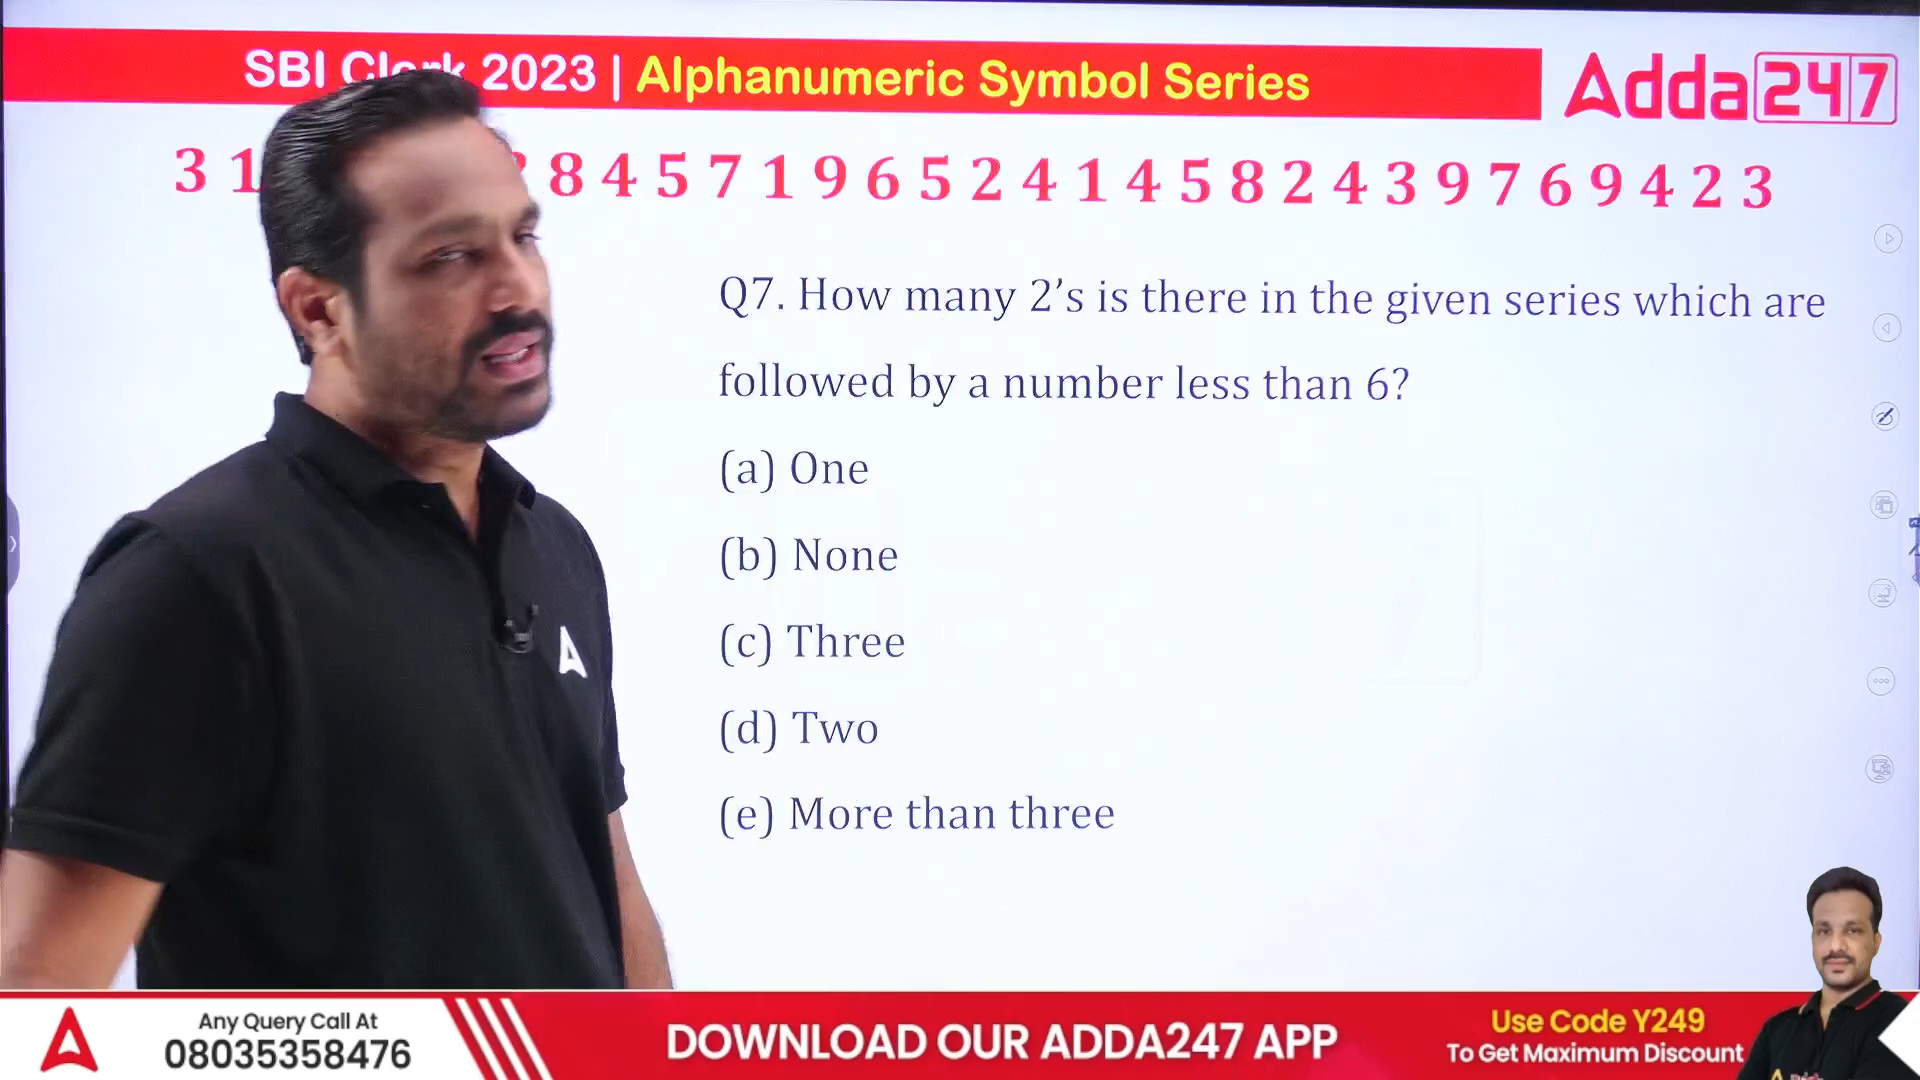 SBI Clerk 2023 | Alphanumeric Symbol Series
Adda247
3 1 8 4 5 7 1 9 6 5 2 4 1 4 5 8 2 4 3 9 7 6 9 4 2 3
Q7. How many 2’s is there in the given series which are
followed by a number less than 6?
(a) One
(b) None
(c) Three
(d) Two
(e) More than three
Any Query Call At
08035358476
DOWNLOAD OUR ADDA247 APP
Use Code Y249
To Get Maximum Discount